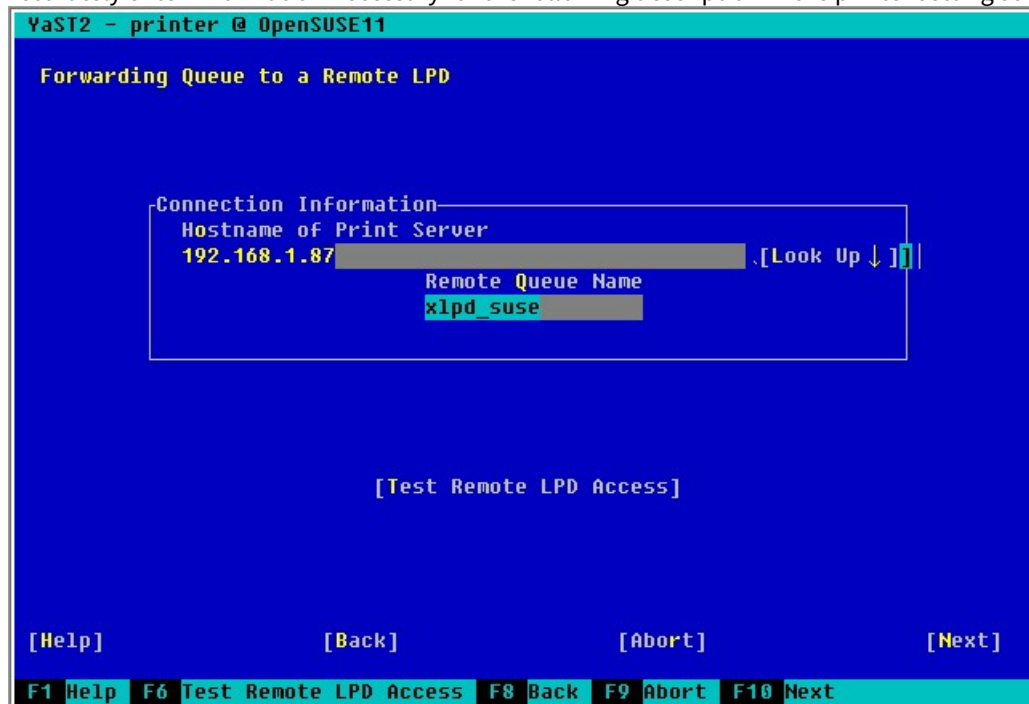 YaST2 - printer @ OpenSUSE11
Forwarding Queue to a Remote LPD
Connection Information
Hostname of Print Server
192.168.1.87 [Look Up↓]]
Remote Queue Name
xlpd_suse
[Test Remote LPD Access]
[Help] [Back] [Abort] [Next]
F1 Help F6 Test Remote LPD Access F8 Back F9 Abort F10 Next